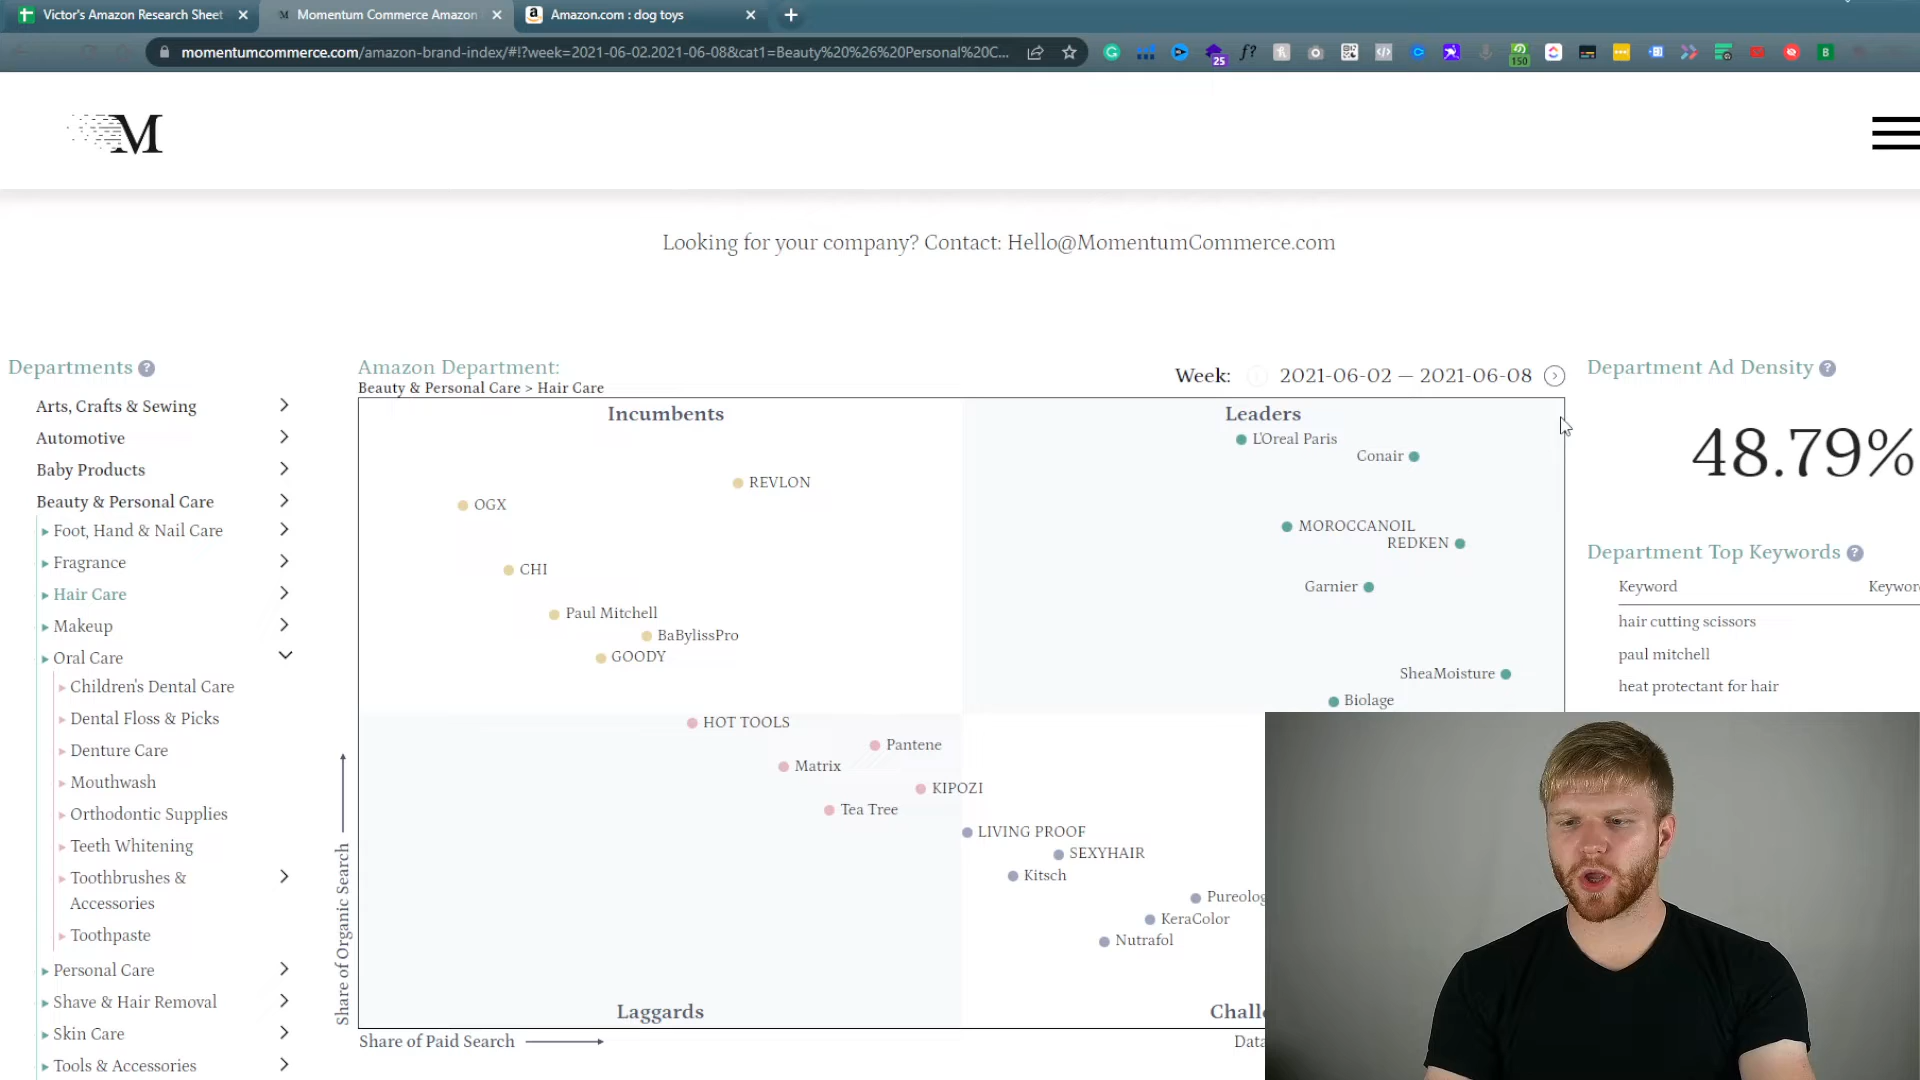 Victor's Amazon Research Sheet
Momentum Commerce Amazon
Amazon.com : dog toys
momentumcommerce.com/amazon-brand-index/#!?week=2021-06-02.2021-06-08&cat1=Beauty%20%26%20Personal%20C...
25
f?
150
B
M
Looking for your company? Contact: Hello@MomentumCommerce.com
Departments ?
Arts, Crafts & Sewing
Automotive
Baby Products
Beauty & Personal Care
Foot, Hand & Nail Care
Fragrance
Hair Care
Makeup
Oral Care
Children's Dental Care
Dental Floss & Picks
Denture Care
Mouthwash
Orthodontic Supplies
Teeth Whitening
Toothbrushes &
Accessories
Toothpaste
Personal Care
Shave & Hair Removal
Skin Care
Tools & Accessories
Amazon Department:
Beauty & Personal Care > Hair Care
Week: 2021-06-02 — 2021-06-08
Incumbents
Leaders
L'Oreal Paris
Conair
REVLON
OGX
MOROCCANOIL
REDKEN
CHI
Garnier
Paul Mitchell
BaBylissPro
GOODY
SheaMoisture
Biolage
HOT TOOLS
Pantene
Matrix
KIPOZI
Tea Tree
LIVING PROOF
SEXYHAIR
Kitsch
Pureolog
KeraColor
Nutrafol
Laggards
Challe
Share of Organic Search
Share of Paid Search
Data
Department Ad Density ?
48.79%
Department Top Keywords ?
Keyword
Keywor
hair cutting scissors
paul mitchell
heat protectant for hair